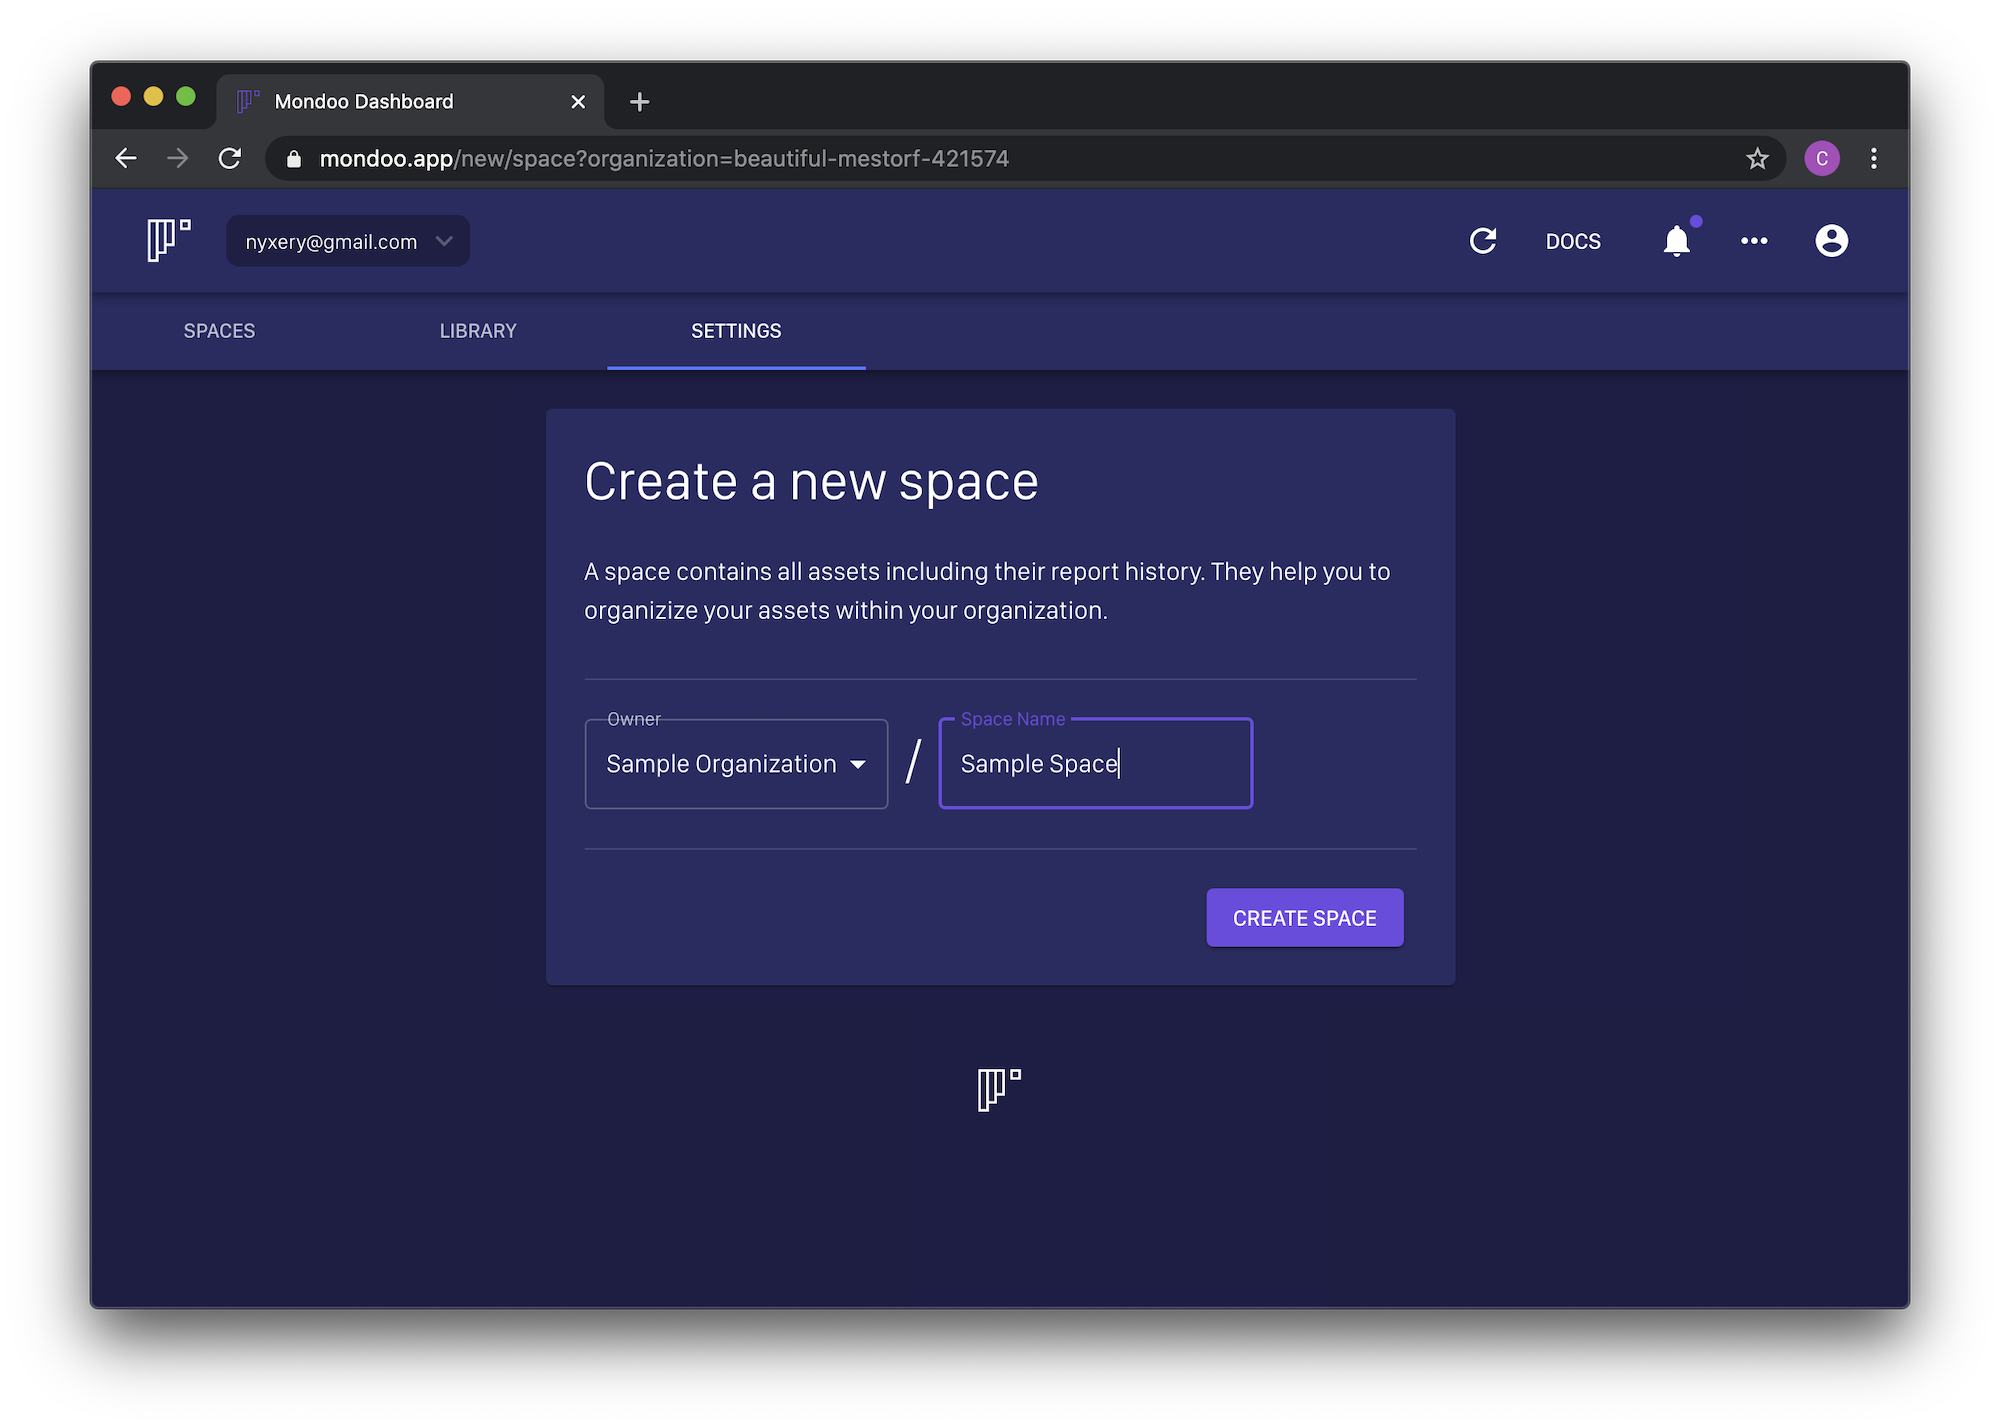 Mondoo Dashboard
mondoo.app/new/space?organization=beautiful-mestorf-421574
C
nyxery@gmail.com
DOCS
SPACES
LIBRARY
SETTINGS
Create a new space
A space contains all assets including their report history. They help you to
organizize your assets within your organization.
Owner
Space Name
Sample Organization
/
Sample Space
CREATE SPACE